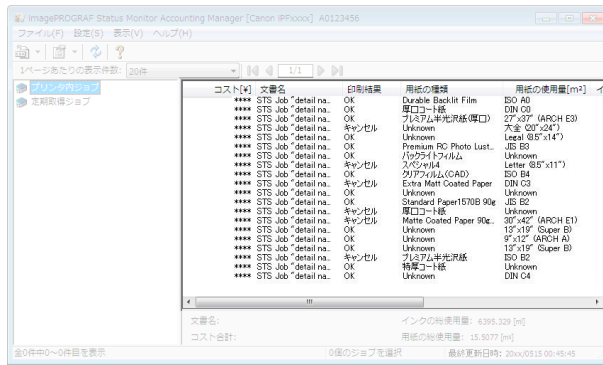 imagePROGRAF Status Monitor Accounting Manager [Canon iPFxxxx] A0123456
ファイル(F) 設定(S) 表示(V) ヘルプ(H)
1ページあたりの表示件数: 20件 1/1
プリンタ内ジョブ
定期取得ジョブ
コスト[¥] 文書名 印刷結果 用紙の種類 用紙の使用量[m²] イ
**** STS Job "detail na... OK Durable Backlit Film ISO A0
**** STS Job "detail na... OK 厚口コート紙 DIN C0
**** STS Job "detail na... OK プレミアム半光沢紙(厚口) 27"x37" (ARCH E3)
**** STS Job "detail na... キャンセル Unknown 大全 (20"x24")
**** STS Job "detail na... OK Unknown Legal (8.5"x14")
**** STS Job "detail na... OK Premium RC Photo Lust... JIS B3
**** STS Job "detail na... OK バックライトフィルム Unknown
**** STS Job "detail na... キャンセル スペシャル4 Letter (8.5"x11")
**** STS Job "detail na... OK クリアフィルム(CAD) ISO B4
**** STS Job "detail na... キャンセル Extra Matt Coated Paper DIN C3
**** STS Job "detail na... OK Unknown Unknown
**** STS Job "detail na... OK Standard Paper1570B 90g JIS B2
**** STS Job "detail na... キャンセル 厚口コート紙 Unknown
**** STS Job "detail na... キャンセル Matte Coated Paper 90g... 30"x42" (ARCH E1)
**** STS Job "detail na... OK Unknown 13"x19" (Super B)
**** STS Job "detail na... OK Unknown 9"x12" (ARCH A)
**** STS Job "detail na... OK Unknown 13"x19" (Super B)
**** STS Job "detail na... キャンセル プレミアム半光沢紙 ISO B2
**** STS Job "detail na... OK 特厚コート紙 Unknown
**** STS Job "detail na... OK Unknown DIN C4
文書名: インクの総使用量: 6395.329 [ml]
コスト合計: 用紙の総使用量: 15.5077 [㎡]
全0件中0～0件目を表示 0個のジョブを選択 最終更新日時: 20xx/0515 00:45:45